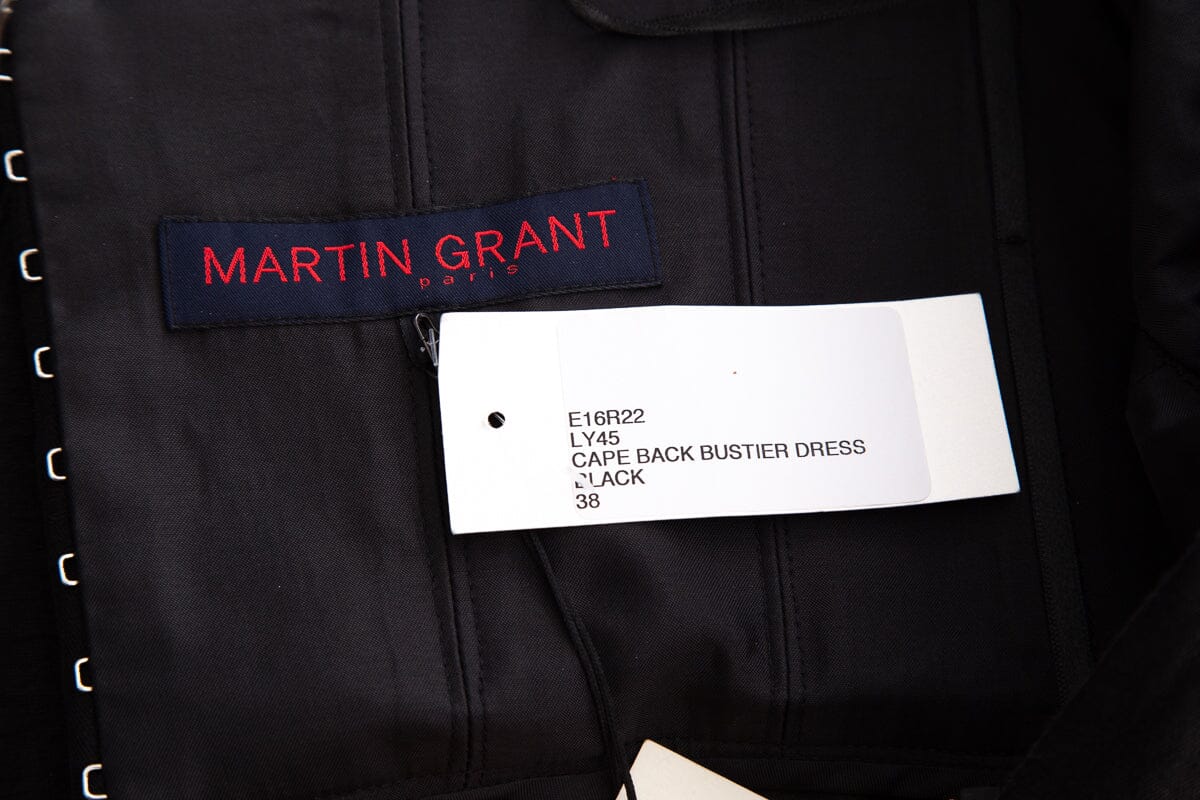 MARTIN GRANT
paris
E16R22
LY45
CAPE BACK BUSTIER DRESS
BLACK
38